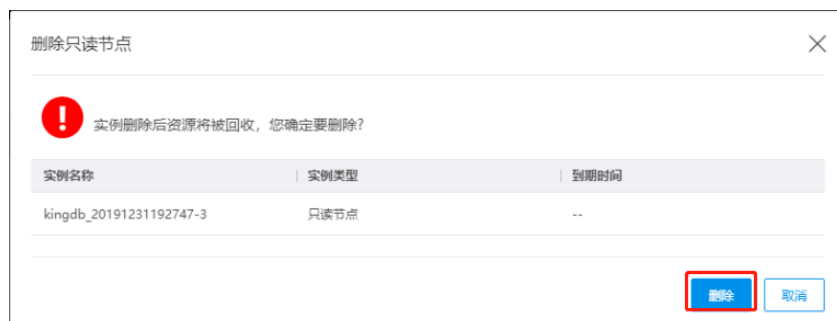 删除只读节点
实例删除后资源将被回收，您确定要删除?
实例名称 实例类型 到期时间
kingdb_20191231192747-3 只读节点 --
删除 取消